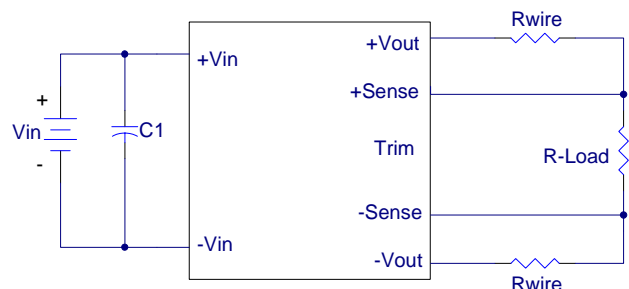 Rwire
+Vout
+Vin
+Sense
+
Vin
C1
Trim
R-Load
-
-Sense
-Vin
-Vout
Rwire